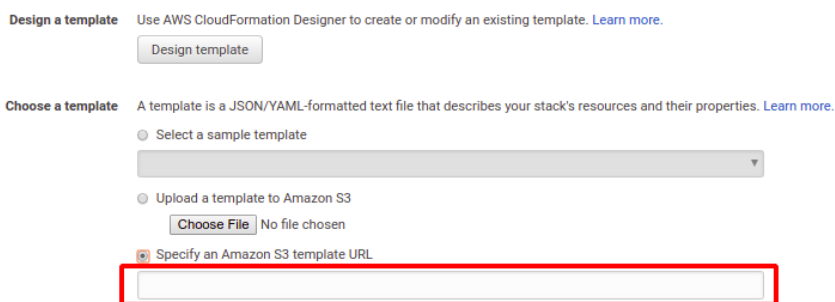 Design a template Use AWS CloudFormation Designer to create or modify an existing template. Learn more.
Design template
Choose a template A template is a JSON/YAML-formatted text file that describes your stack's resources and their properties. Learn more.
Select a sample template
Upload a template to Amazon S3
Choose File No file chosen
Specify an Amazon S3 template URL